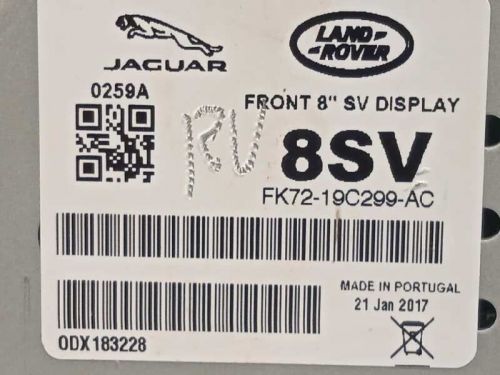 JAGUAR
LAND
ROVER
0259A
FRONT 8" SV DISPLAY
RV
8SV
FK72-19C299-AC
MADE IN PORTUGAL
21 Jan 2017
ODX183228